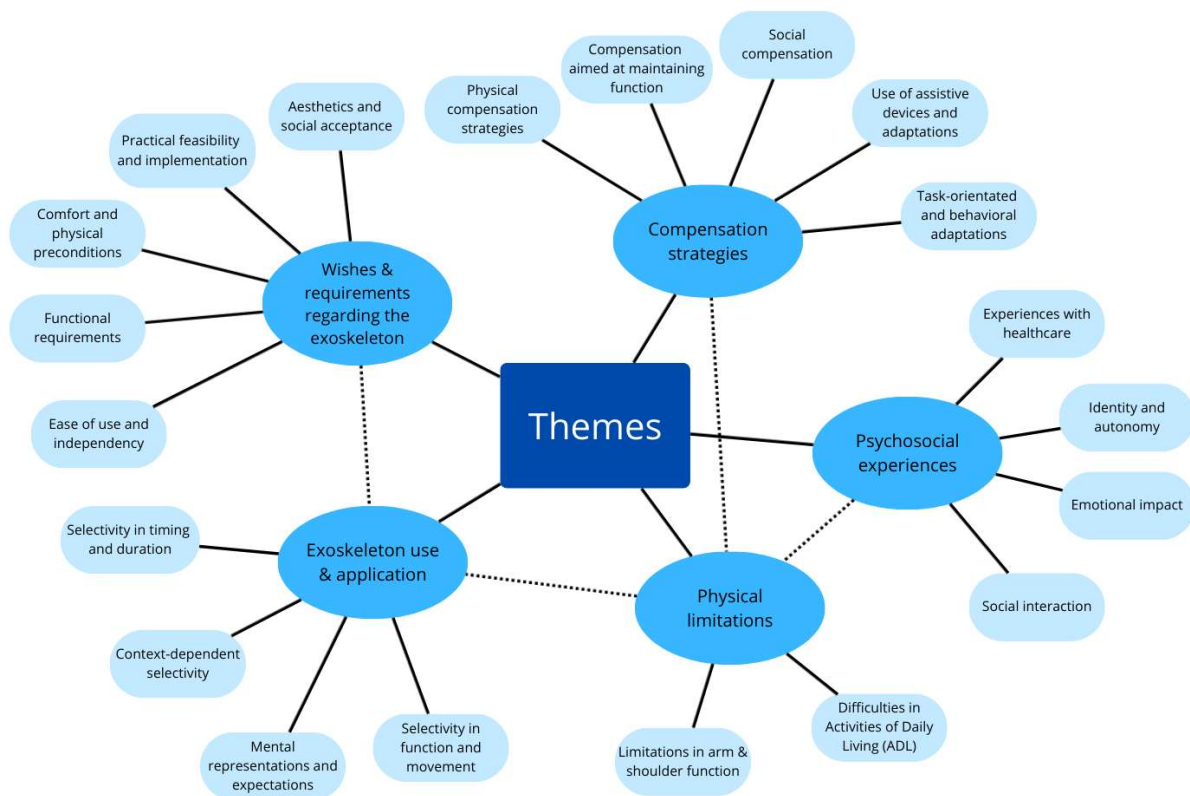 Social
compensation
Compensation
aimed at maintaining
function
Physical
compensation
strategies
Use of assistive
devices and
adaptations
Task-orientated
and behavioral
adaptations
Compensation
strategies
Aesthetics and
social acceptance
Practical feasibility
and implementation
Comfort and
physical
preconditions
Functional
requirements
Ease of use and
independency
Wishes &
requirements
regarding the
exoskeleton
Themes
Experiences with
healthcare
Identity and
autonomy
Emotional impact
Social interaction
Psychosocial
experiences
Selectivity in timing
and duration
Context-dependent
selectivity
Mental
representations and
expectations
Selectivity in
function and
movement
Exoskeleton use
& application
Physical
limitations
Limitations in arm &
shoulder function
Difficulties in
Activities of Daily
Living (ADL)